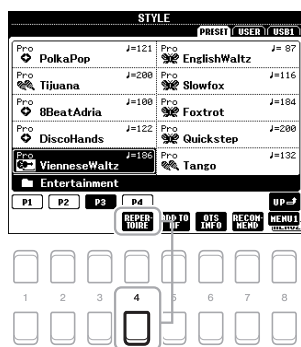 STYLE
PRESET USER USB1
Pro ♩=121 PolkaPop
Pro ♩= 87 EnglishWaltz
Pro ♩=200 Tijuana
Pro ♩=116 Slowfox
Pro ♩=100 8BeatAdria
Pro ♩=184 Foxtrot
Pro ♩=122 DiscoHands
Pro ♩=200 Quickstep
Pro ♩=186 VienneseWaltz
Pro ♩=132 Tango
Entertainment
P1 P2 P3 P4 UP
REPER-TOIRE TO OTS INFO RECOM-MEND MENU1
1 2 3 4 5 6 7 8